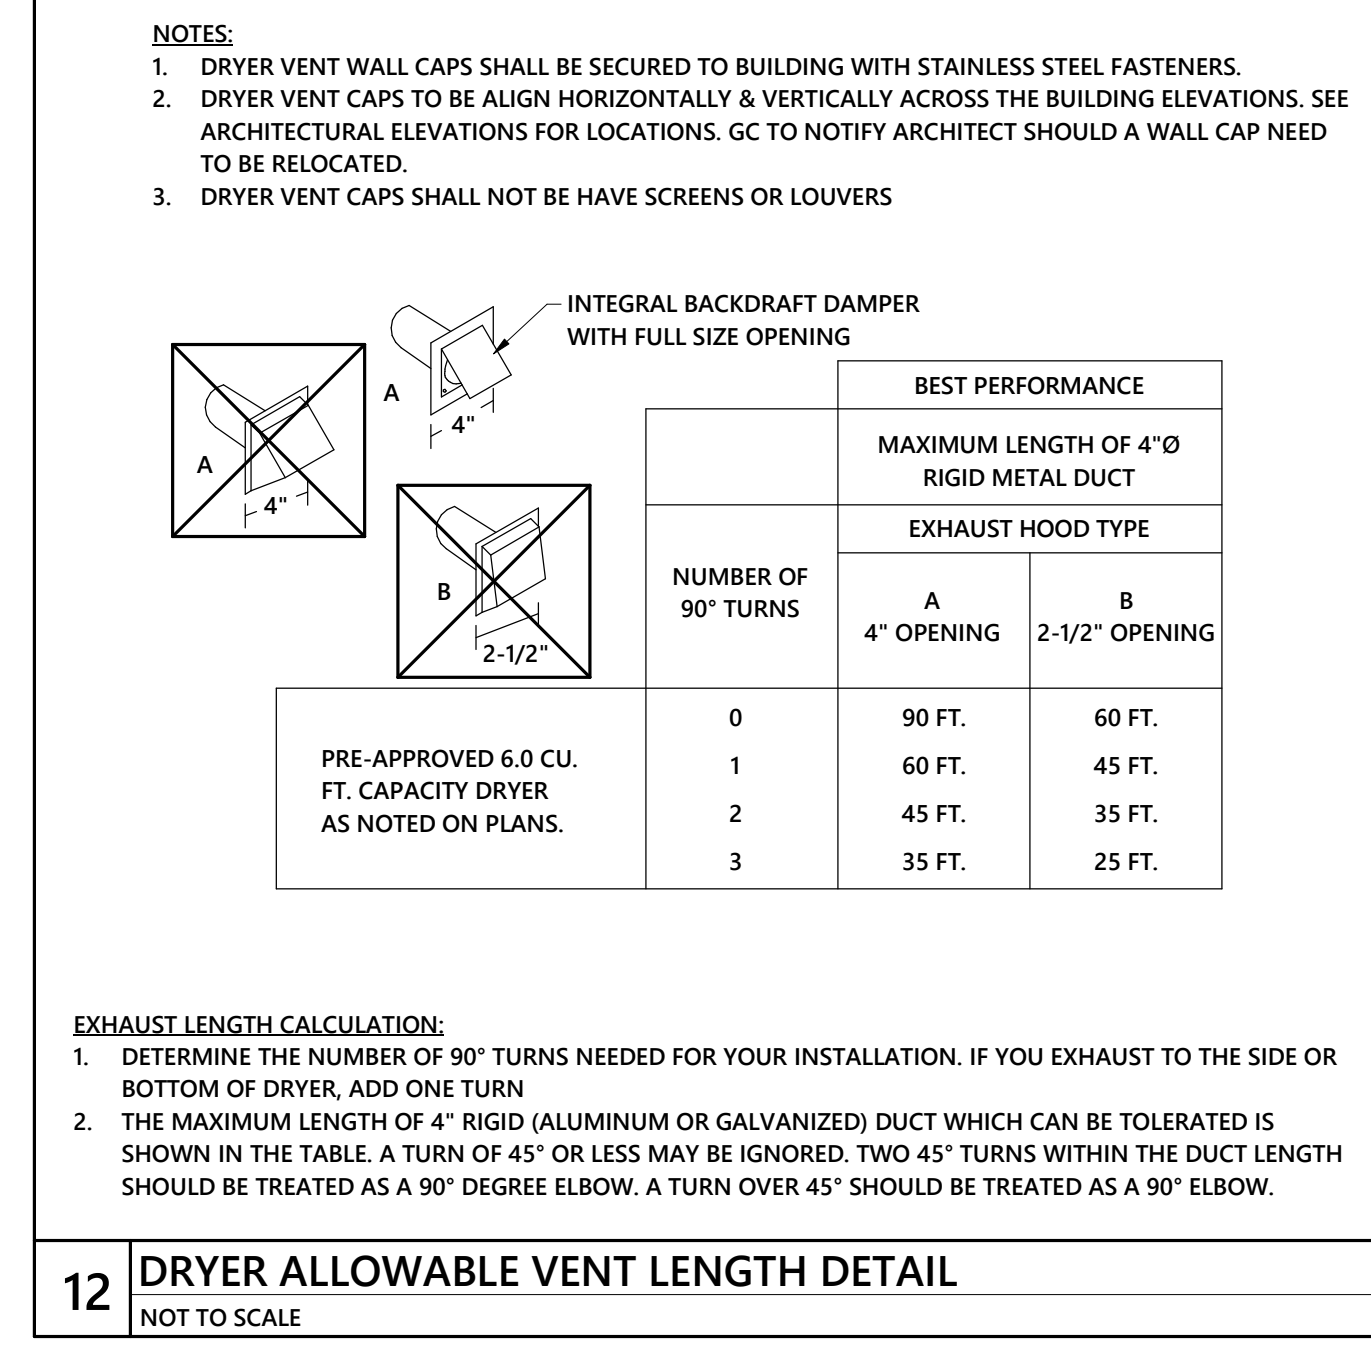 NOTES:
1. DRYER VENT WALL CAPS SHALL BE SECURED TO BUILDING WITH STAINLESS STEEL FASTENERS.
2. DRYER VENT CAPS TO BE ALIGN HORIZONTALLY & VERTICALLY ACROSS THE BUILDING ELEVATIONS. SEE
ARCHITECTURAL ELEVATIONS FOR LOCATIONS. GC TO NOTIFY ARCHITECT SHOULD A WALL CAP NEED
TO BE RELOCATED.
3. DRYER VENT CAPS SHALL NOT BE HAVE SCREENS OR LOUVERS
INTEGRAL BACKDRAFT DAMPER
WITH FULL SIZE OPENING
A
4"
A
4"
B
2-1/2"
BEST PERFORMANCE
MAXIMUM LENGTH OF 4"Ø
RIGID METAL DUCT
EXHAUST HOOD TYPE
NUMBER OF
90° TURNS
A
4" OPENING
B
2-1/2" OPENING
PRE-APPROVED 6.0 CU.
FT. CAPACITY DRYER
AS NOTED ON PLANS.
0 90 FT. 60 FT.
1 60 FT. 45 FT.
2 45 FT. 35 FT.
3 35 FT. 25 FT.
EXHAUST LENGTH CALCULATION:
1. DETERMINE THE NUMBER OF 90° TURNS NEEDED FOR YOUR INSTALLATION. IF YOU EXHAUST TO THE SIDE OR
BOTTOM OF DRYER, ADD ONE TURN
2. THE MAXIMUM LENGTH OF 4" RIGID (ALUMINUM OR GALVANIZED) DUCT WHICH CAN BE TOLERATED IS
SHOWN IN THE TABLE. A TURN OF 45° OR LESS MAY BE IGNORED. TWO 45° TURNS WITHIN THE DUCT LENGTH
SHOULD BE TREATED AS A 90° DEGREE ELBOW. A TURN OVER 45° SHOULD BE TREATED AS A 90° ELBOW.
12 DRYER ALLOWABLE VENT LENGTH DETAIL
NOT TO SCALE